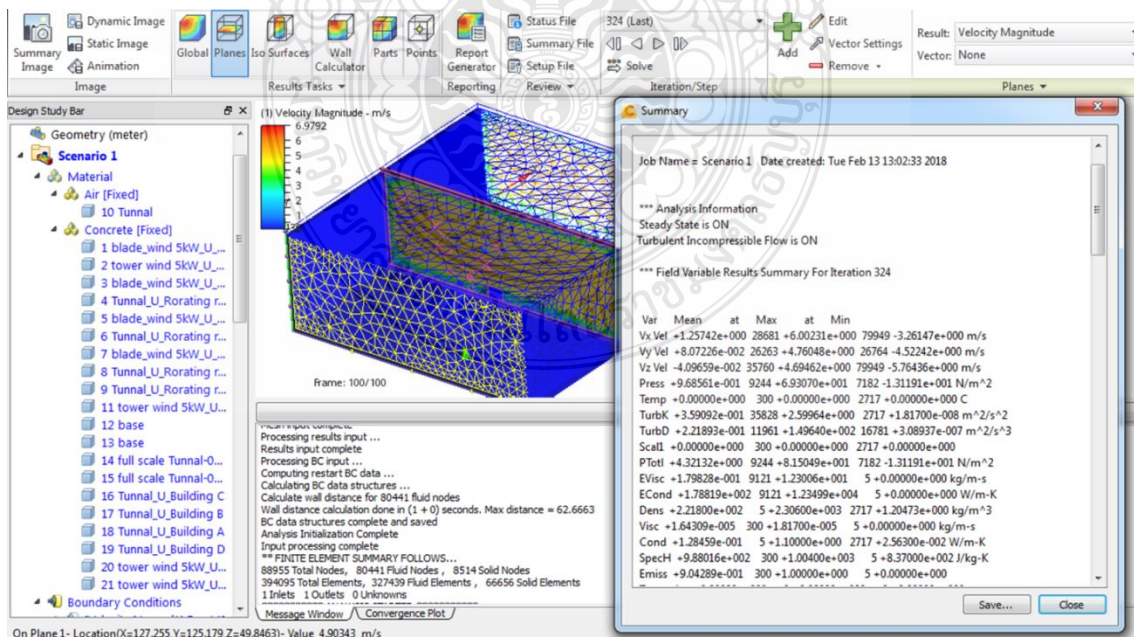 Summary Image
Dynamic Image
Static Image
Animation
Image
Global
Planes
Iso Surfaces
Wall Calculator
Parts
Points
Results Tasks
Report Generator
Reporting
Status File
Summary File
Setup File
Review
324 (Last)
Solve
Iteration/Step
Add
Edit
Vector Settings
Remove
Result: Velocity Magnitude
Vector: None
Planes
Design Study Bar
Geometry (meter)
Scenario 1
Material
Air [Fixed]
10 Tunnal
Concrete [Fixed]
1 blade_wind 5kW_U_...
2 tower wind 5kW_U_...
3 blade_wind 5kW_U_...
4 Tunnal_U_Rorating r...
5 blade_wind 5kW_U_...
6 Tunnal_U_Rorating r...
7 blade_wind 5kW_U_...
8 Tunnal_U_Rorating r...
9 Tunnal_U_Rorating r...
11 tower wind 5kW_U...
12 base
13 base
14 full scale Tunnal-0...
15 full scale Tunnal-0...
16 Tunnal_U_Building C
17 Tunnal_U_Building B
18 Tunnal_U_Building A
19 Tunnal_U_Building D
20 tower wind 5kW_U...
21 tower wind 5kW_U...
Boundary Conditions
(1) Velocity Magnitude - m/s
6.9792
6
5
4
3
2
1
Frame: 100/100
Mesh input complete
Processing results input ...
Results input complete
Processing BC input ...
Computing restart BC data ...
Calculating BC data structures ...
Calculate wall distance for 80441 fluid nodes
Wall distance calculation done in (1 + 0) seconds. Max distance = 62.6663
BC data structures complete and saved
Analysis Initialization Complete
Input processing complete
** FINITE ELEMENT SUMMARY FOLLOWS...
88955 Total Nodes, 80441 Fluid Nodes , 8514 Solid Nodes
394095 Total Elements, 327439 Fluid Elements , 66656 Solid Elements
1 Inlets 1 Outlets 0 Unknowns
Message Window
Convergence Plot
Summary
Job Name = Scenario 1 Date created: Tue Feb 13 13:02:33 2018
*** Analysis Information
Steady State is ON
Turbulent Incompressible Flow is ON
*** Field Variable Results Summary For Iteration 324
Var Mean at Max at Min
Vx Vel +1.25742e+000 28681 +6.00231e+000 79949 -3.26147e+000 m/s
Vy Vel +8.07226e-002 26263 +4.76048e+000 26764 -4.52242e+000 m/s
Vz Vel -4.09659e-002 35760 +4.69462e+000 79949 -5.76436e+000 m/s
Press +9.68561e-001 9244 +6.93070e+001 7182 -1.31191e+001 N/m^2
Temp +0.00000e+000 300 +0.00000e+000 2717 +0.00000e+000 C
TurbK +3.59092e-001 35828 +2.59964e+000 2717 +1.81700e-008 m^2/s^2
TurbD +2.21893e-001 11961 +1.49640e+002 16781 +3.08937e-007 m^2/s^3
Scal1 +0.00000e+000 300 +0.00000e+000 2717 +0.00000e+000
PTotl +4.32132e+000 9244 +8.15049e+001 7182 -1.31191e+001 N/m^2
EVisc +1.79828e-001 9121 +1.23006e+001 5 +0.00000e+000 kg/m-s
ECond +1.78819e+002 9121 +1.23499e+004 5 +0.00000e+000 W/m-K
Dens +2.21800e+002 5 +2.30600e+003 2717 +1.20473e+000 kg/m^3
Visc +1.64309e-005 300 +1.81700e-005 5 +0.00000e+000 kg/m-s
Cond +1.28459e-001 5 +1.10000e+000 2717 +2.56300e-002 W/m-K
SpecH +9.88016e+002 300 +1.00400e+003 5 +8.37000e+002 J/kg-K
Emiss +9.04289e-001 300 +1.00000e+000 5 +0.00000e+000
Save...
Close
On Plane 1- Location(X=127.255 Y=125.179 Z=49.8463)- Value 4.90343 m/s